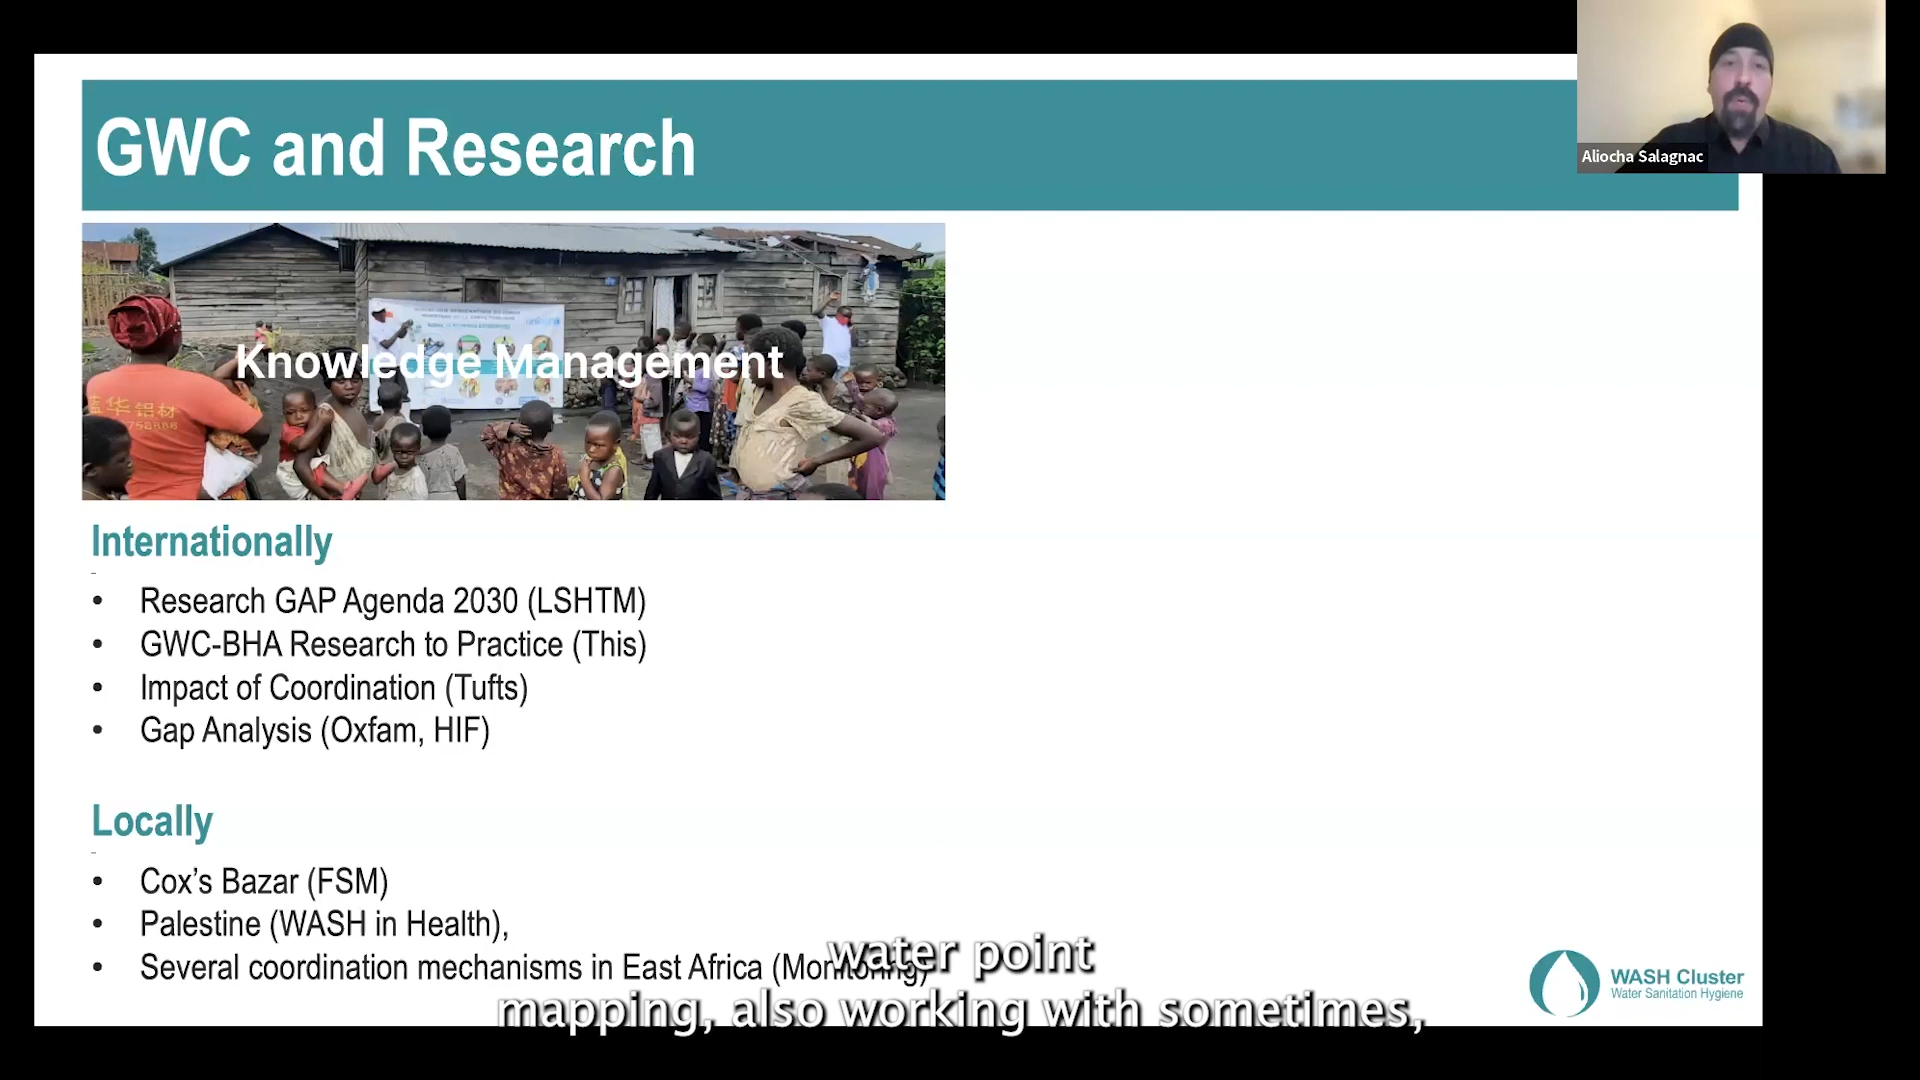 GWC and Research
Aliocha Salagnac
Knowledge Management
Internationally
• Research GAP Agenda 2030 (LSHTM)
• GWC-BHA Research to Practice (This)
• Impact of Coordination (Tufts)
• Gap Analysis (Oxfam, HIF)
Locally
• Cox’s Bazar (FSM)
• Palestine (WASH in Health),
• Several coordination mechanisms in East Africa (Monitoring)
water point
mapping, also working with sometimes,
WASH Cluster
Water Sanitation Hygiene